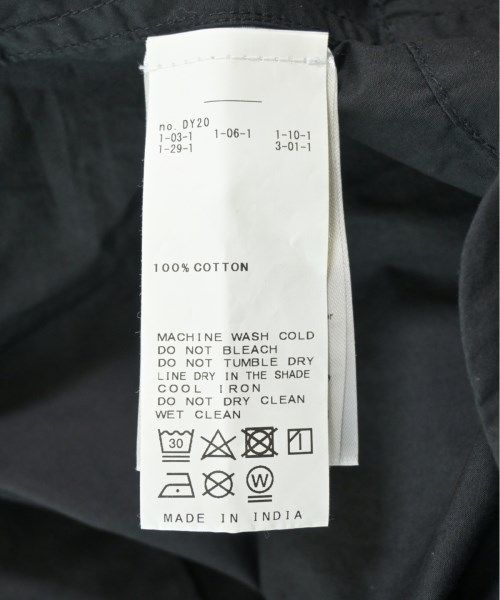 no. DY20
1-03-1 1-06-1 1-10-1
1-29-1 3-01-1
100% COTTON
MACHINE WASH COLD
DO NOT BLEACH
DO NOT TUMBLE DRY
LINE DRY IN THE SHADE
COOL IRON
DO NOT DRY CLEAN
WET CLEAN
30
W
MADE IN INDIA
or